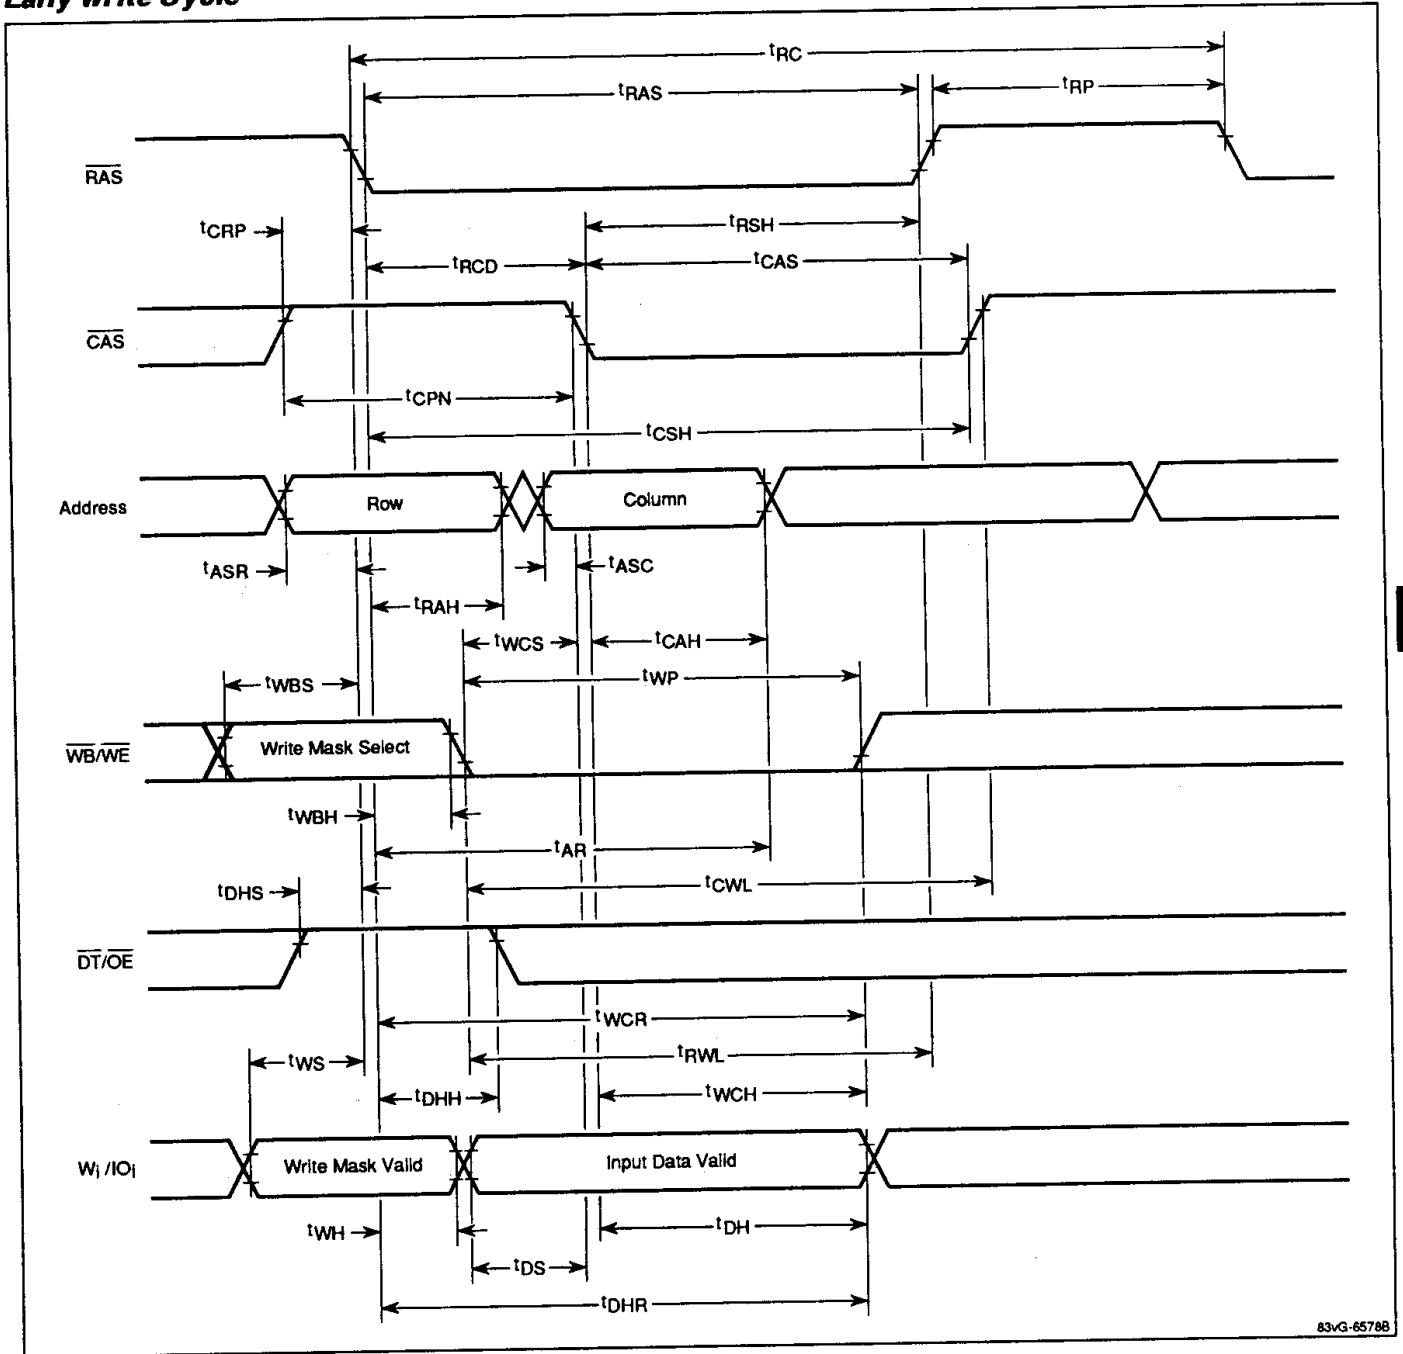 Early Write Cycle
tRC
tRAS
tRP
RAS
tCRP
tRSH
tRCD
tCAS
CAS
tCPN
tCSH
Address
Row
Column
tASR
tASC
tRAH
tWCS
tCAH
tWBS
tWP
WB/WE
Write Mask Select
tWBH
tAR
tDHS
tCWL
DT/OE
tWCR
tWS
tRWL
tDHH
tWCH
Wi /IOi
Write Mask Valid
Input Data Valid
tWH
tDH
tDS
tDHR
83vG-6578B